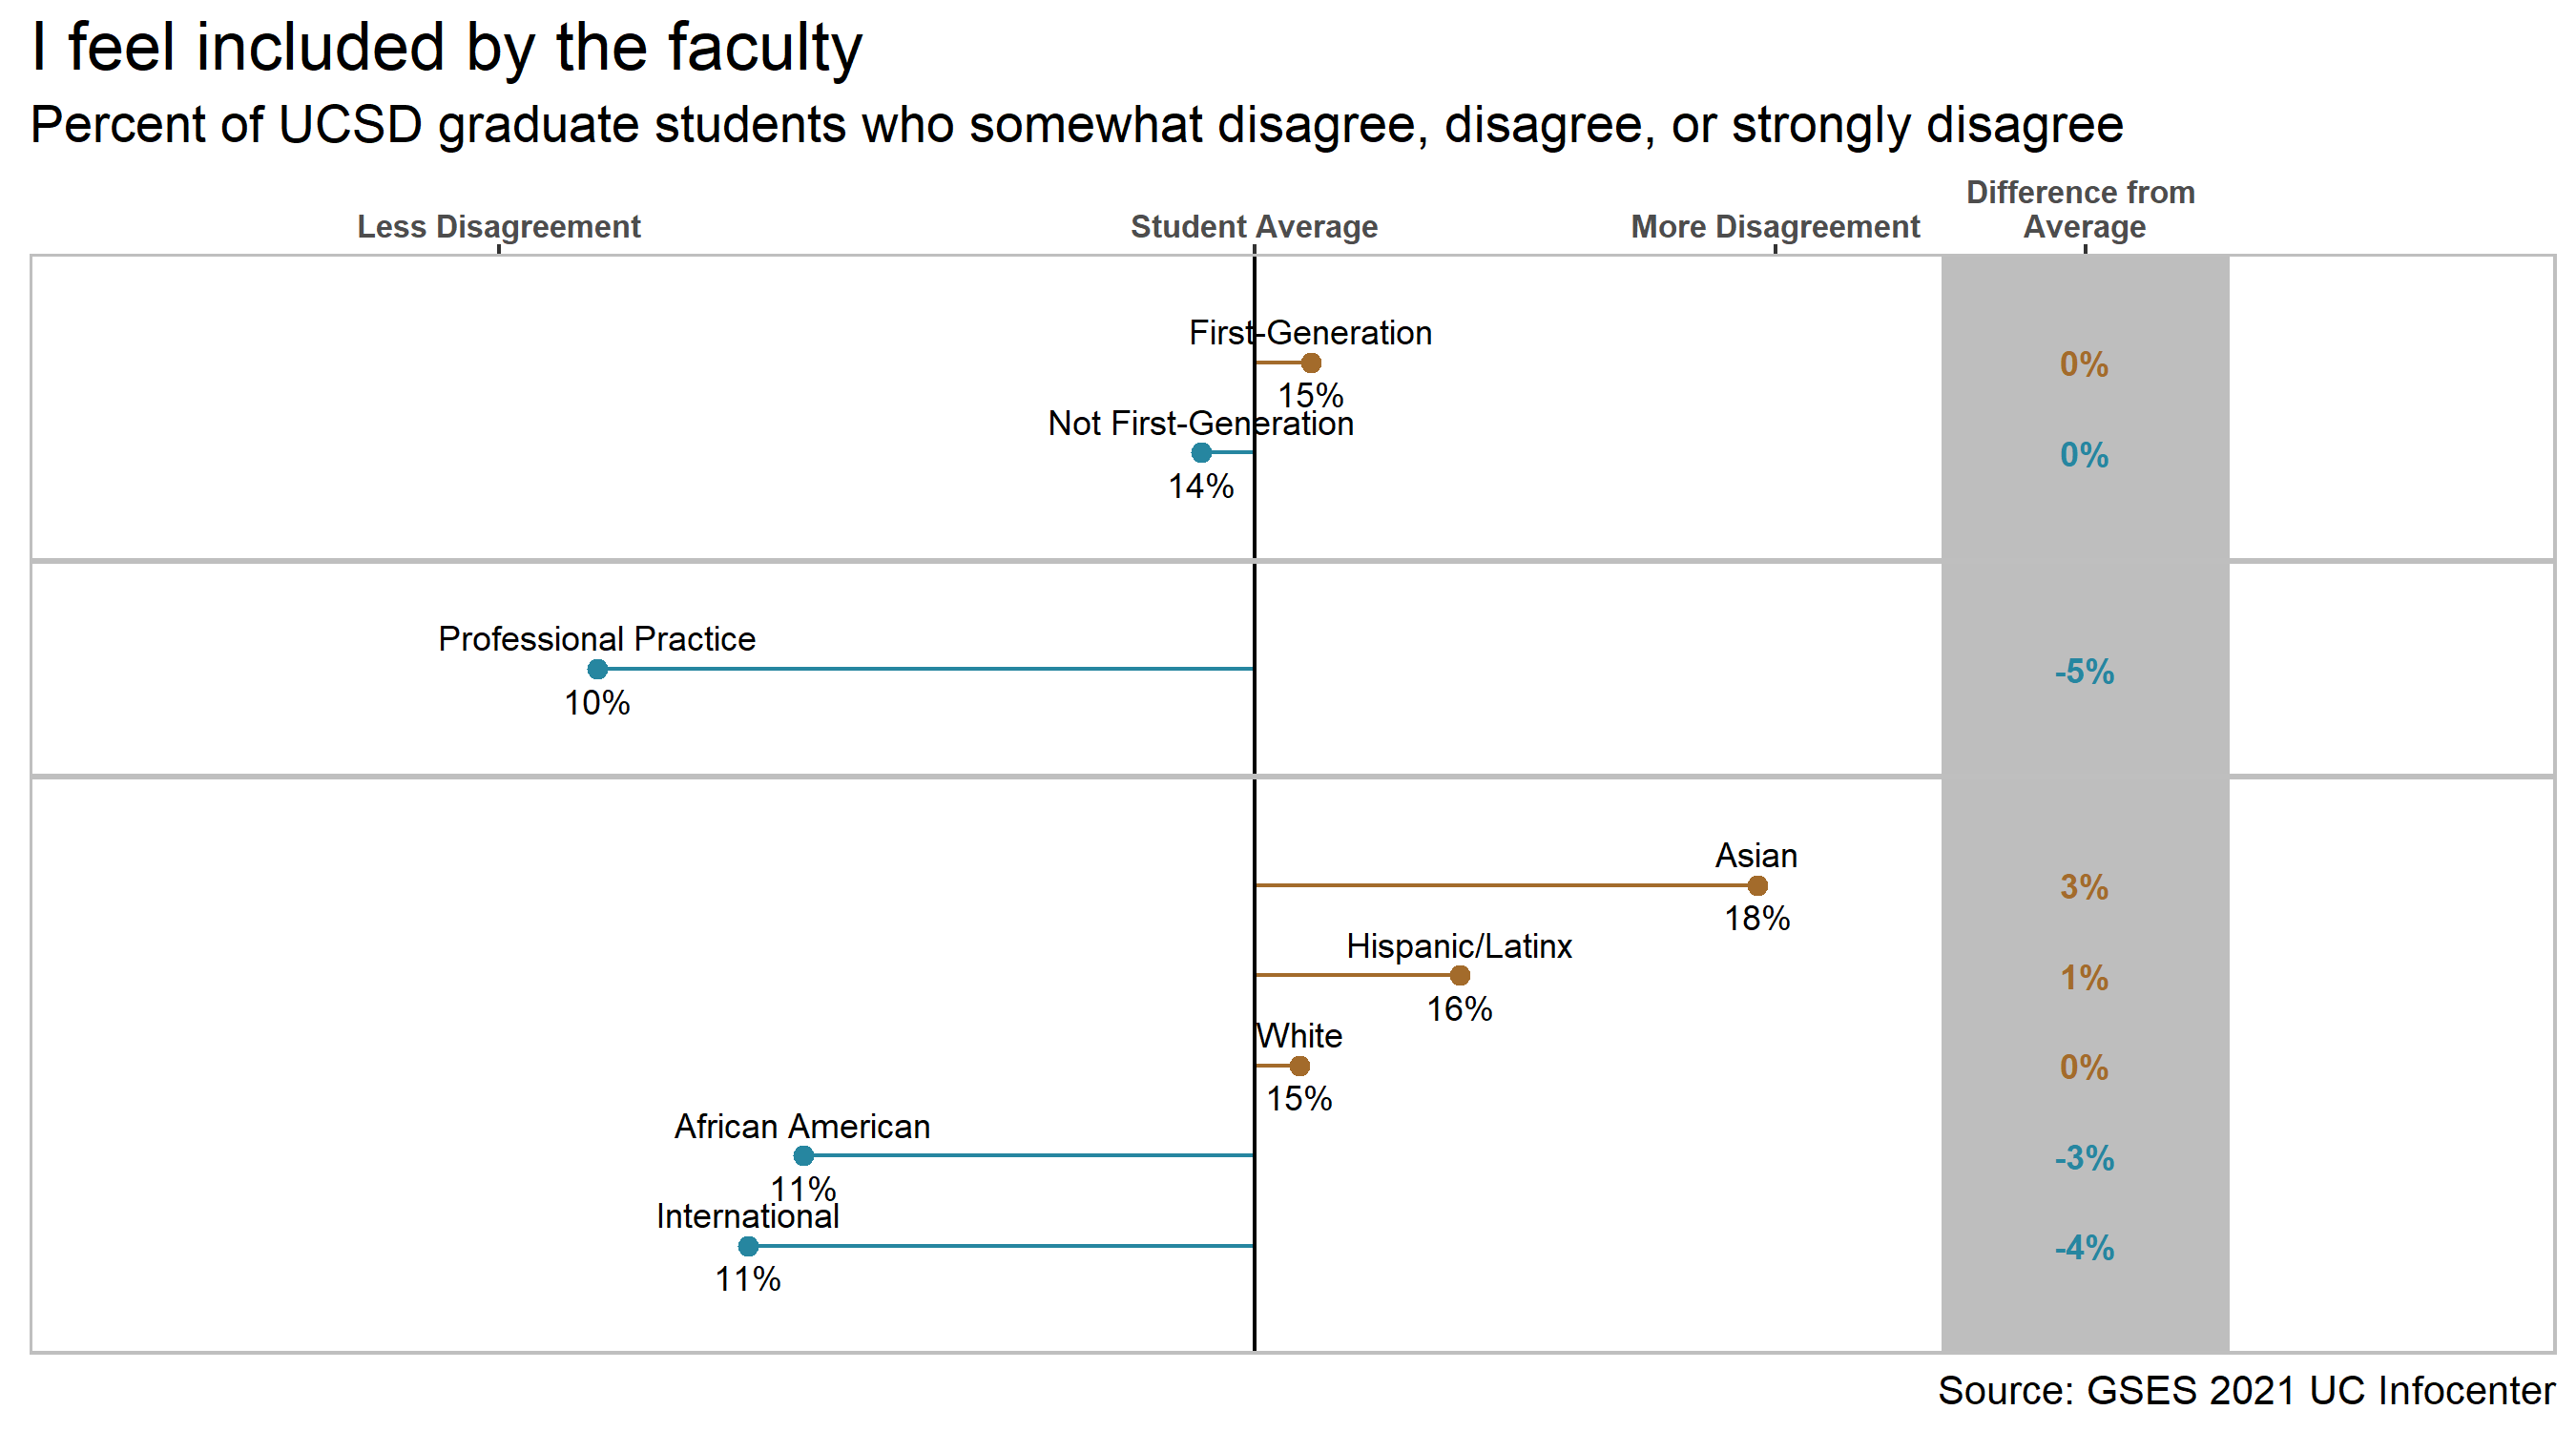 I feel included by the faculty
Percent of UCSD graduate students who somewhat disagree, disagree, or strongly disagree
Less Disagreement
Student Average
More Disagreement
Difference from
Average
First-Generation
0%
15%
Not First-Generation
0%
14%
Professional Practice
-5%
10%
Asian
3%
18%
Hispanic/Latinx
1%
16%
White
0%
15%
African American
-3%
11%
International
-4%
11%
Source: GSES 2021 UC Infocenter